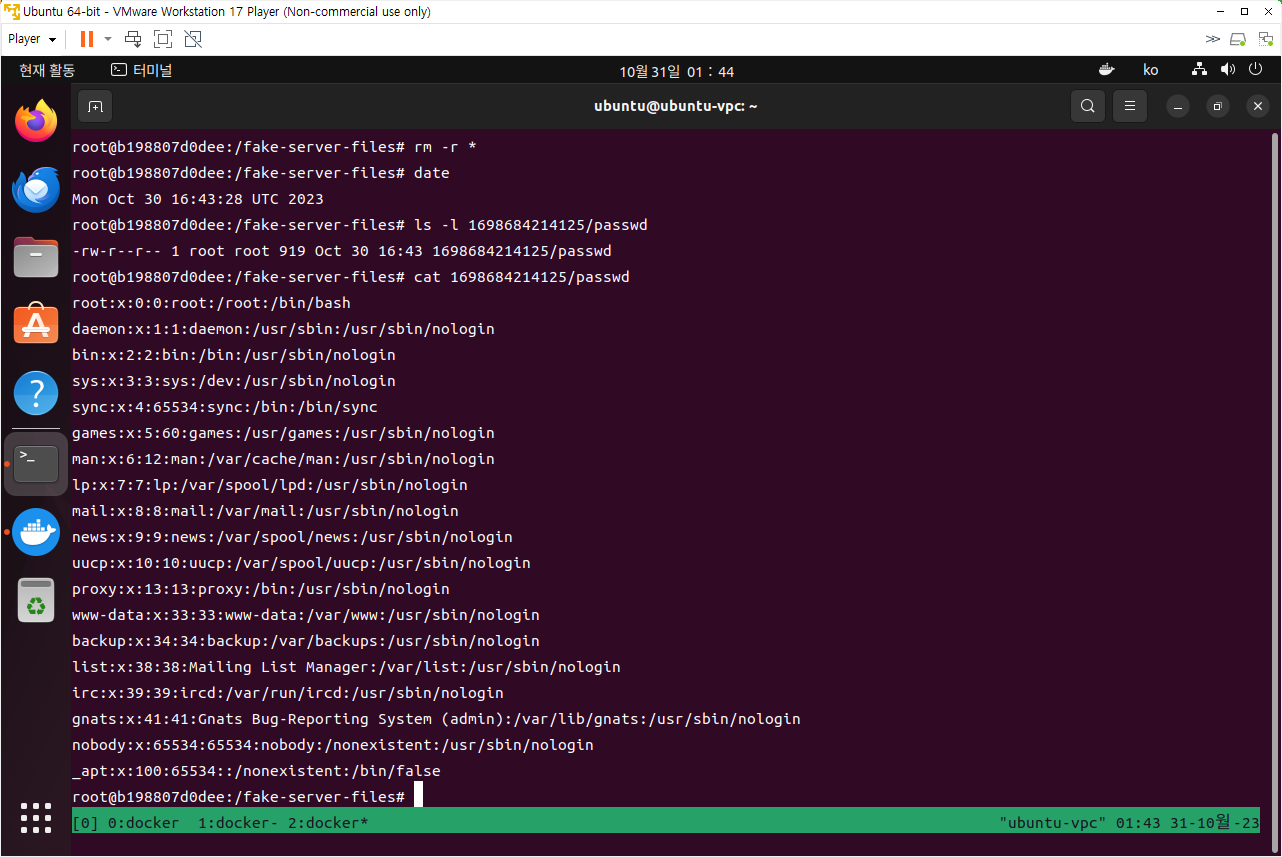 Ubuntu 64-bit - VMware Workstation 17 Player (Non-commercial use only)
Player
현재 활동 터미널 10월 31일 01 : 44 ko
ubuntu@ubuntu-vpc: ~
root@b198807d0dee:/fake-server-files# rm -r *
root@b198807d0dee:/fake-server-files# date
Mon Oct 30 16:43:28 UTC 2023
root@b198807d0dee:/fake-server-files# ls -l 1698684214125/passwd
-rw-r--r-- 1 root root 919 Oct 30 16:43 1698684214125/passwd
root@b198807d0dee:/fake-server-files# cat 1698684214125/passwd
root:x:0:0:root:/root:/bin/bash
daemon:x:1:1:daemon:/usr/sbin:/usr/sbin/nologin
bin:x:2:2:bin:/bin:/usr/sbin/nologin
sys:x:3:3:sys:/dev:/usr/sbin/nologin
sync:x:4:65534:sync:/bin:/bin/sync
games:x:5:60:games:/usr/games:/usr/sbin/nologin
man:x:6:12:man:/var/cache/man:/usr/sbin/nologin
lp:x:7:7:lp:/var/spool/lpd:/usr/sbin/nologin
mail:x:8:8:mail:/var/mail:/usr/sbin/nologin
news:x:9:9:news:/var/spool/news:/usr/sbin/nologin
uucp:x:10:10:uucp:/var/spool/uucp:/usr/sbin/nologin
proxy:x:13:13:proxy:/bin:/usr/sbin/nologin
www-data:x:33:33:www-data:/var/www:/usr/sbin/nologin
backup:x:34:34:backup:/var/backups:/usr/sbin/nologin
list:x:38:38:Mailing List Manager:/var/list:/usr/sbin/nologin
irc:x:39:39:ircd:/var/run/ircd:/usr/sbin/nologin
gnats:x:41:41:Gnats Bug-Reporting System (admin):/var/lib/gnats:/usr/sbin/nologin
nobody:x:65534:65534:nobody:/nonexistent:/usr/sbin/nologin
_apt:x:100:65534::/nonexistent:/bin/false
root@b198807d0dee:/fake-server-files#
[0] 0:docker  1:docker- 2:docker* "ubuntu-vpc" 01:43 31-10월-23